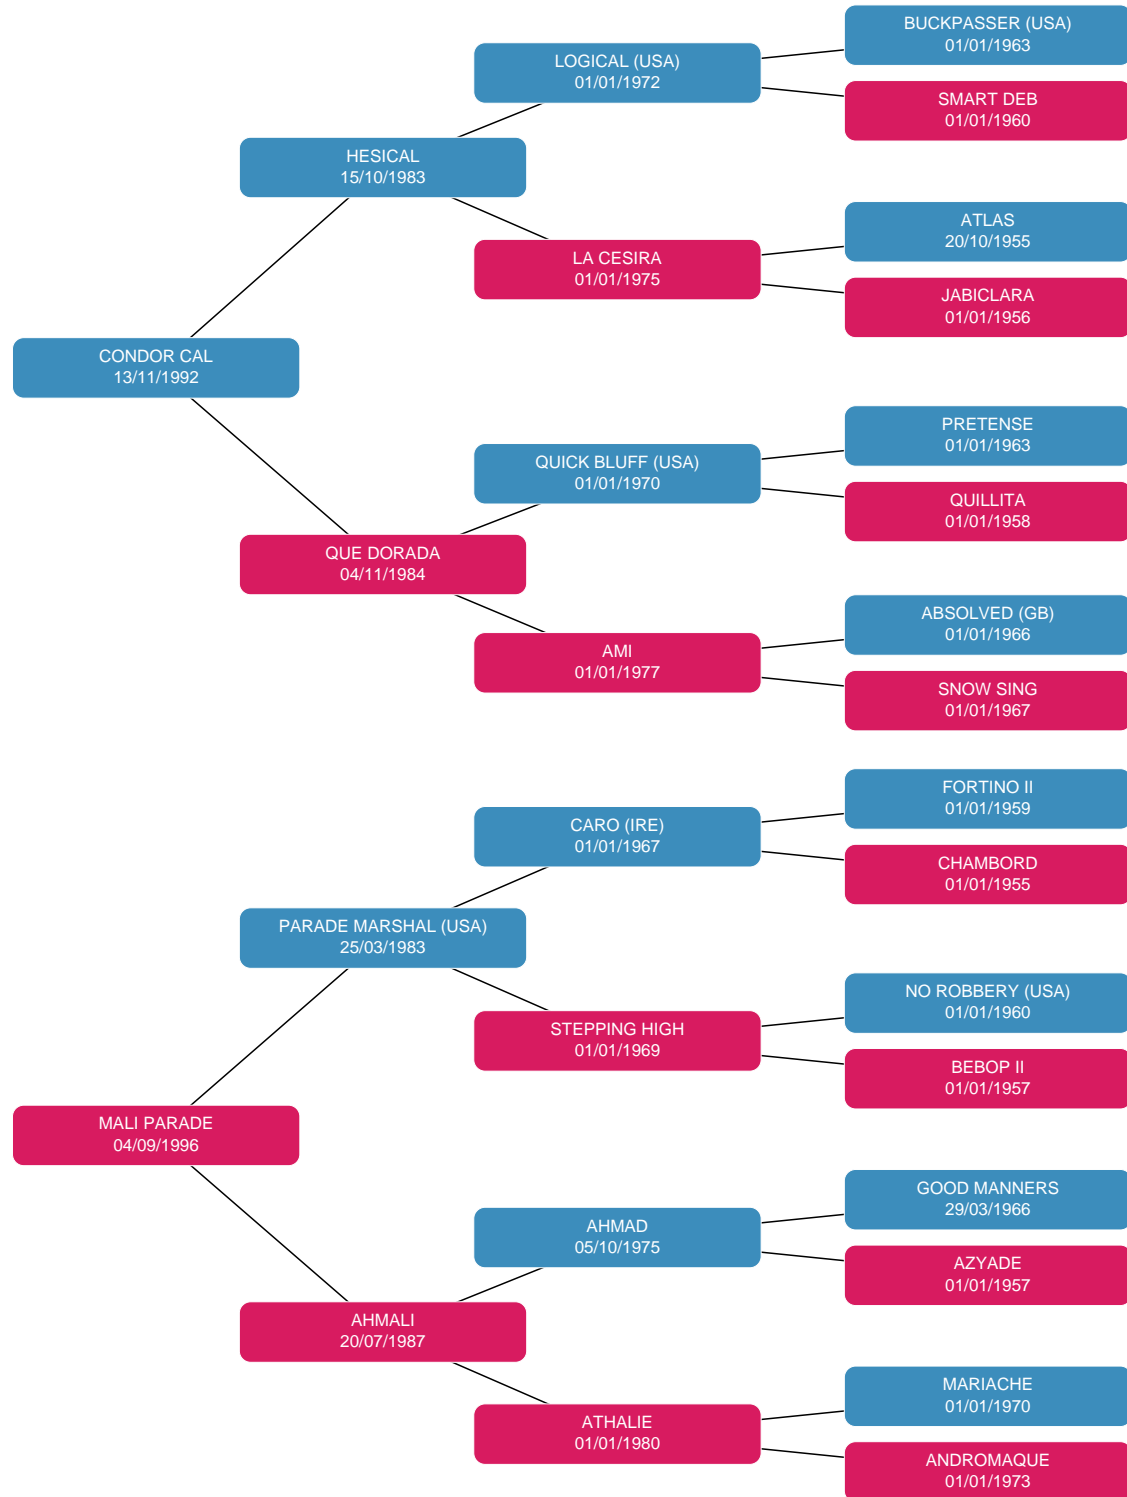 BUCKPASSER (USA)
01/01/1963
LOGICAL (USA)
01/01/1972
SMART DEB
01/01/1960
HESICAL
15/10/1983
ATLAS
20/10/1955
LA CESIRA
01/01/1975
JABICLARA
01/01/1956
CONDOR CAL
13/11/1992
PRETENSE
01/01/1963
QUICK BLUFF (USA)
01/01/1970
QUILLITA
01/01/1958
QUE DORADA
04/11/1984
ABSOLVED (GB)
01/01/1966
AMI
01/01/1977
SNOW SING
01/01/1967
FORTINO II
01/01/1959
CARO (IRE)
01/01/1967
CHAMBORD
01/01/1955
PARADE MARSHAL (USA)
25/03/1983
NO ROBBERY (USA)
01/01/1960
STEPPING HIGH
01/01/1969
BEBOP II
01/01/1957
MALI PARADE
04/09/1996
GOOD MANNERS
29/03/1966
AHMAD
05/10/1975
AZYADE
01/01/1957
AHMALI
20/07/1987
MARIACHE
01/01/1970
ATHALIE
01/01/1980
ANDROMAQUE
01/01/1973